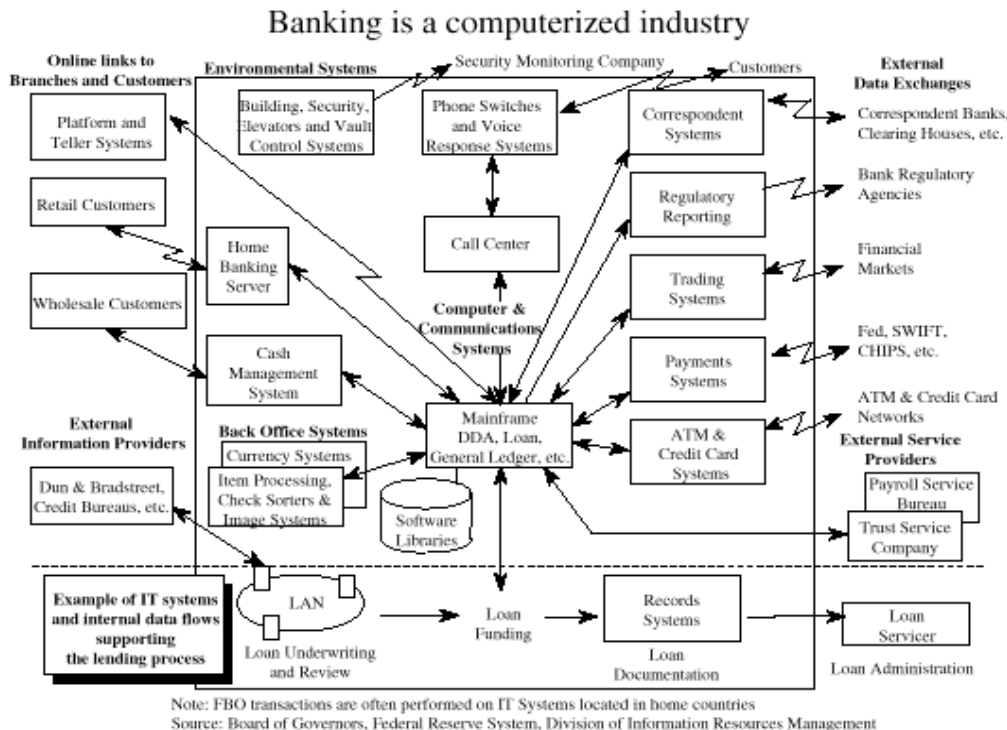 Banking is a computerized industry
Online links to
Branches and Customers
Environmental Systems
Security Monitoring Company
Customers
External
Data Exchanges
Platform and
Teller Systems
Building, Security,
Elevators and Vault
Control Systems
Phone Switches
and Voice
Response Systems
Correspondent
Systems
Correspondent Banks,
Clearing Houses, etc.
Retail Customers
Home
Banking
Server
Call Center
Regulatory
Reporting
Bank Regulatory
Agencies
Wholesale Customers
Computer &
Communications
Systems
Trading
Systems
Financial
Markets
Cash
Management
System
Payments
Systems
Fed, SWIFT,
CHIPS, etc.
External
Information Providers
Back Office Systems
Currency Systems
Item Processing,
Check Sorters &
Image Systems
Mainframe
DDA, Loan,
General Ledger, etc.
Software
Libraries
ATM &
Credit Card
Systems
ATM & Credit Card
Networks
External Service
Providers
Payroll Service
Bureau
Trust Service
Company
Dun & Bradstreet,
Credit Bureaus, etc.
Example of IT systems
and internal data flows
supporting
the lending process
LAN
Loan Underwriting
and Review
Loan
Funding
Records
Systems
Loan
Documentation
Loan
Servicer
Loan Administration
Note: FBO transactions are often performed on IT Systems located in home countries
Source: Board of Governors, Federal Reserve System, Division of Information Resources Management